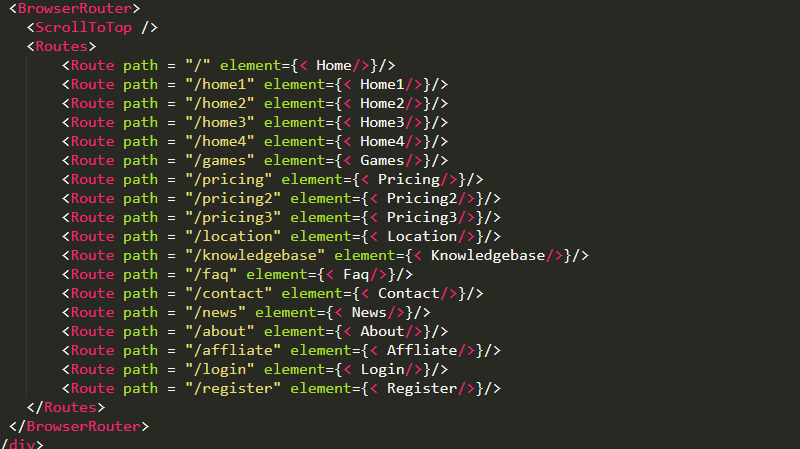 <BrowserRouter>
<ScrollToTop />
<Routes>
<Route path = "/" element={< Home/>}/>
<Route path = "/home1" element={< Home1/>}/>
<Route path = "/home2" element={< Home2/>}/>
<Route path = "/home3" element={< Home3/>}/>
<Route path = "/home4" element={< Home4/>}/>
<Route path = "/games" element={< Games/>}/>
<Route path = "/pricing" element={< Pricing/>}/>
<Route path = "/pricing2" element={< Pricing2/>}/>
<Route path = "/pricing3" element={< Pricing3/>}/>
<Route path = "/location" element={< Location/>}/>
<Route path = "/knowledgebase" element={< Knowledgebase/>}/>
<Route path = "/faq" element={< Faq/>}/>
<Route path = "/contact" element={< Contact/>}/>
<Route path = "/news" element={< News/>}/>
<Route path = "/about" element={< About/>}/>
<Route path = "/affliate" element={< Affliate/>}/>
<Route path = "/login" element={< Login/>}/>
<Route path = "/register" element={< Register/>}/>
</Routes>
</BrowserRouter>
/div>